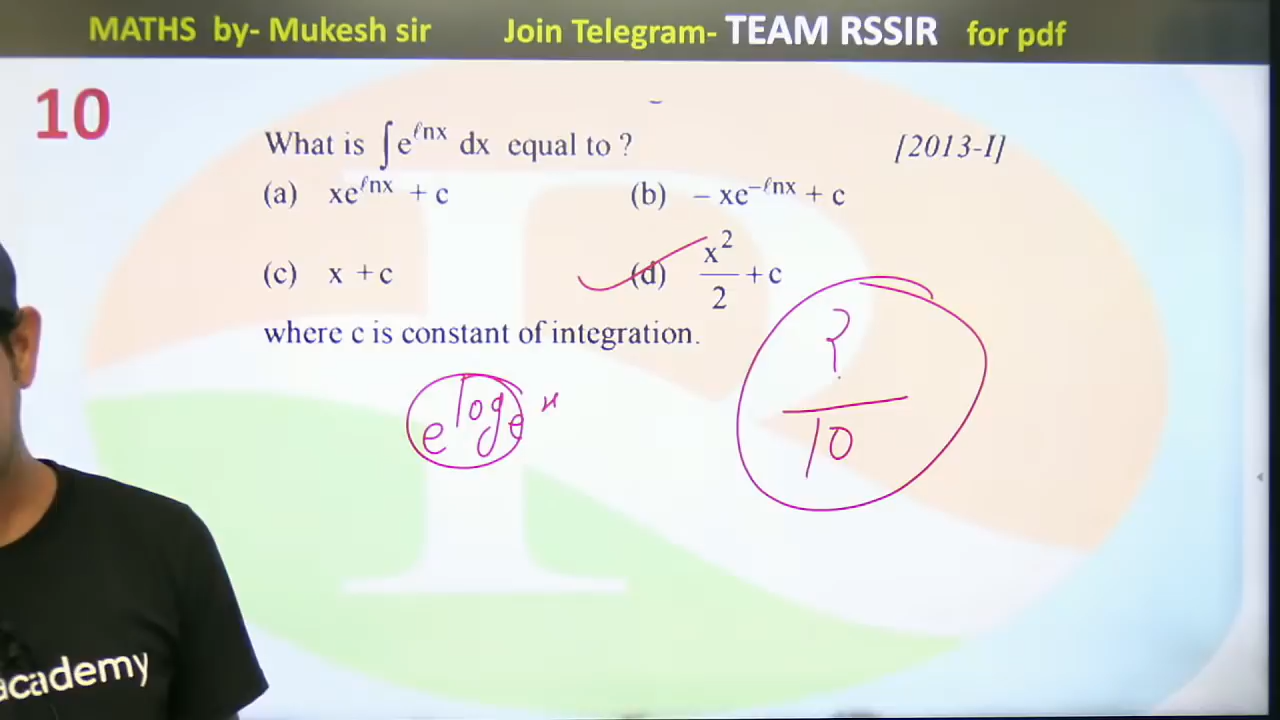 MATHS by- Mukesh sir Join Telegram- TEAM RSSIR for pdf
10
What is ∫e^ℓnx dx equal to ? [2013-I]
(a) xe^ℓnx + c (b) – xe^–ℓnx + c
(c) x + c (d) x²/2 + c
where c is constant of integration.
e^log_e x
?/10
academy